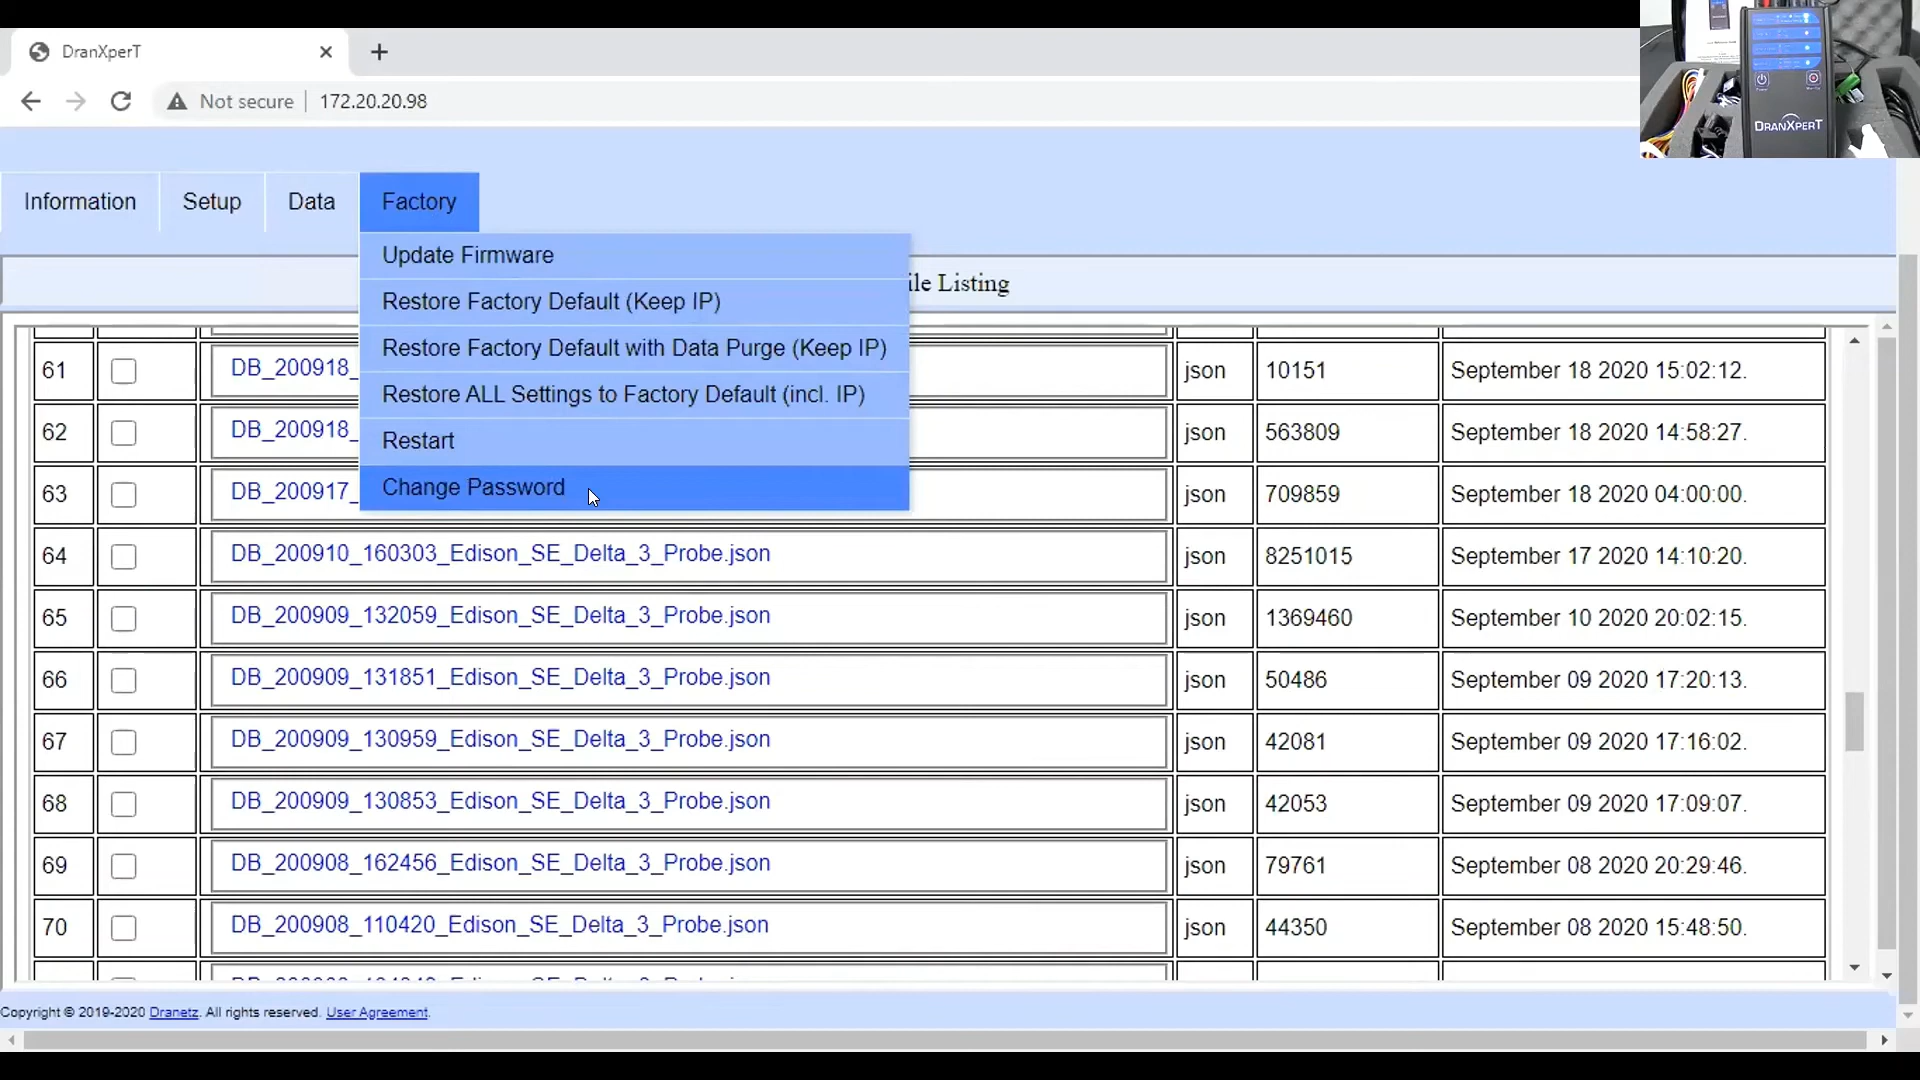 DranXperT
Not secure
172.20.20.98
DRANXPERT
Information
Setup
Data
Factory
Update Firmware
Restore Factory Default (Keep IP)
Restore Factory Default with Data Purge (Keep IP)
Restore ALL Settings to Factory Default (incl. IP)
Restart
Change Password
ile Listing
61 DB_200918_ json 10151 September 18 2020 15:02:12.
62 DB_200918_ json 563809 September 18 2020 14:58:27.
63 DB_200917_ json 709859 September 18 2020 04:00:00.
64 DB_200910_160303_Edison_SE_Delta_3_Probe.json json 8251015 September 17 2020 14:10:20.
65 DB_200909_132059_Edison_SE_Delta_3_Probe.json json 1369460 September 10 2020 20:02:15.
66 DB_200909_131851_Edison_SE_Delta_3_Probe.json json 50486 September 09 2020 17:20:13.
67 DB_200909_130959_Edison_SE_Delta_3_Probe.json json 42081 September 09 2020 17:16:02.
68 DB_200909_130853_Edison_SE_Delta_3_Probe.json json 42053 September 09 2020 17:09:07.
69 DB_200908_162456_Edison_SE_Delta_3_Probe.json json 79761 September 08 2020 20:29:46.
70 DB_200908_110420_Edison_SE_Delta_3_Probe.json json 44350 September 08 2020 15:48:50.
Copyright © 2019-2020 Dranetz. All rights reserved. User Agreement.